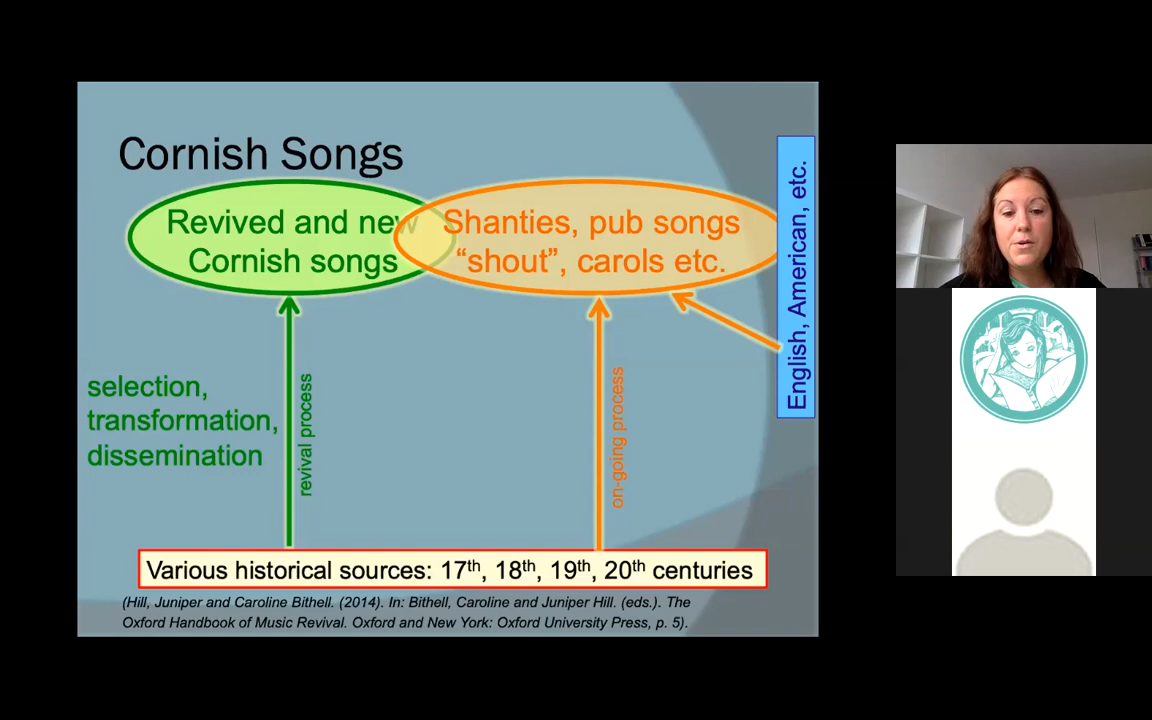 Cornish Songs
Revived and new
Cornish songs
Shanties, pub songs
“shout”, carols etc.
English, American, etc.
selection,
transformation,
dissemination
revival process
on-going process
Various historical sources: 17th, 18th, 19th, 20th centuries
(Hill, Juniper and Caroline Bithell. (2014). In: Bithell, Caroline and Juniper Hill. (eds.). The
Oxford Handbook of Music Revival. Oxford and New York: Oxford University Press, p. 5).